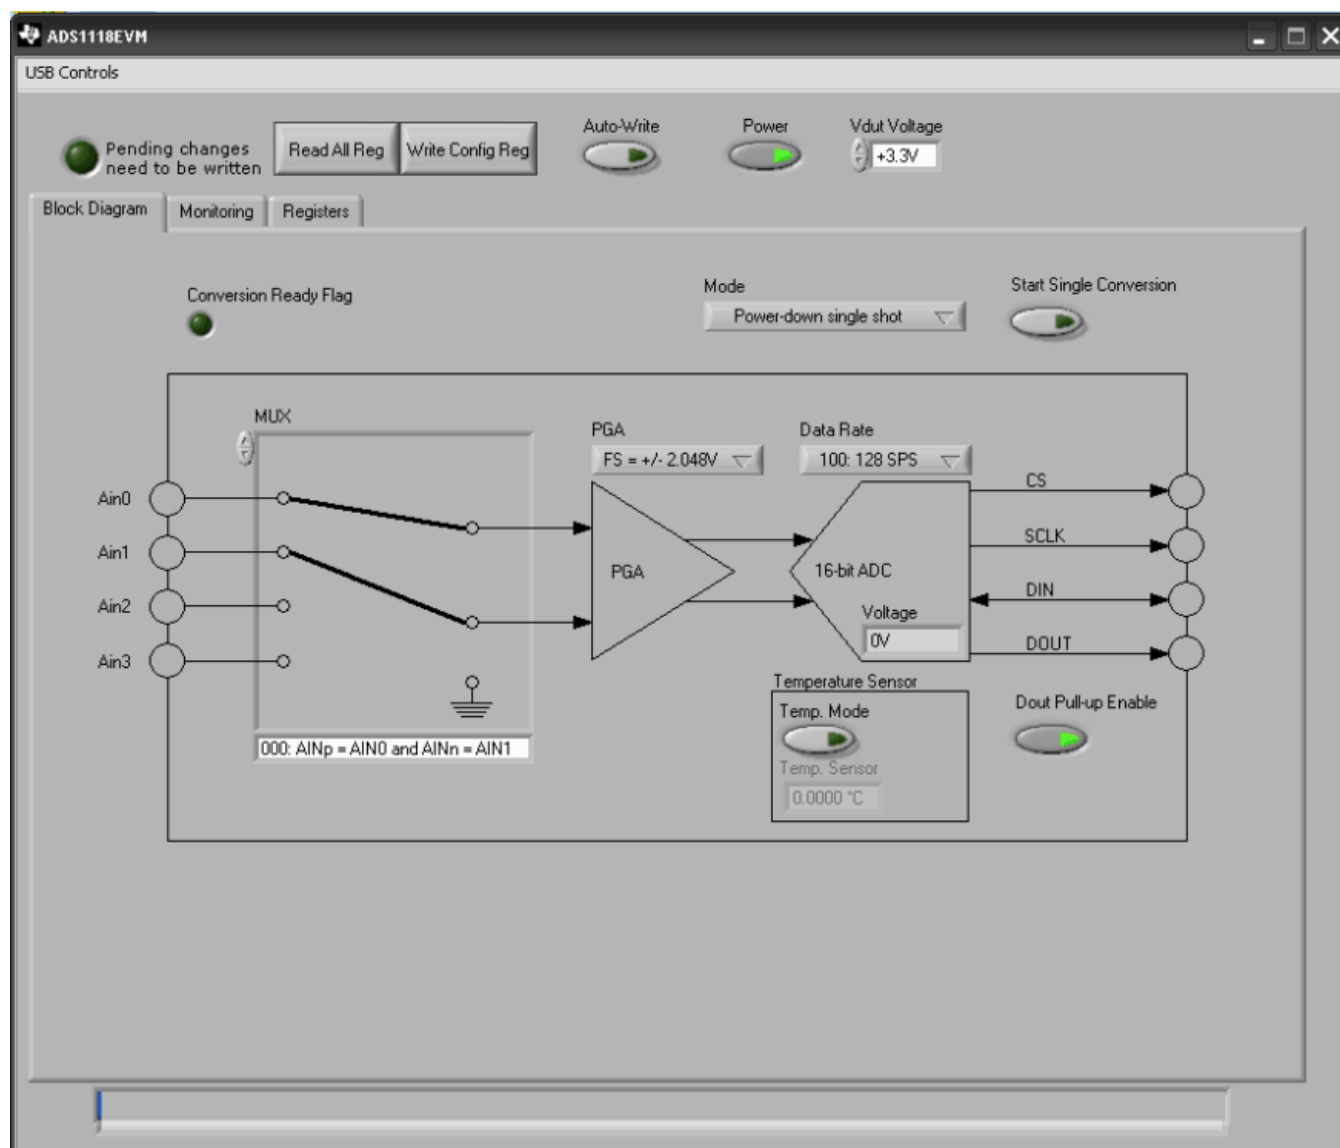 ADS1118EVM
USB Controls
Pending changes
need to be written
Read All Reg
Write Config Reg
Auto-Write
Power
Vdut Voltage
+3.3V
Block Diagram
Monitoring
Registers
Conversion Ready Flag
Mode
Power-down single shot
Start Single Conversion
MUX
PGA
FS = +/- 2.048V
Data Rate
100: 128 SPS
Ain0
Ain1
Ain2
Ain3
PGA
16-bit ADC
Voltage
0V
CS
SCLK
DIN
DOUT
000: AINp = AIN0 and AINn = AIN1
Temperature Sensor
Temp. Mode
Temp. Sensor
0.0000 °C
Dout Pull-up Enable